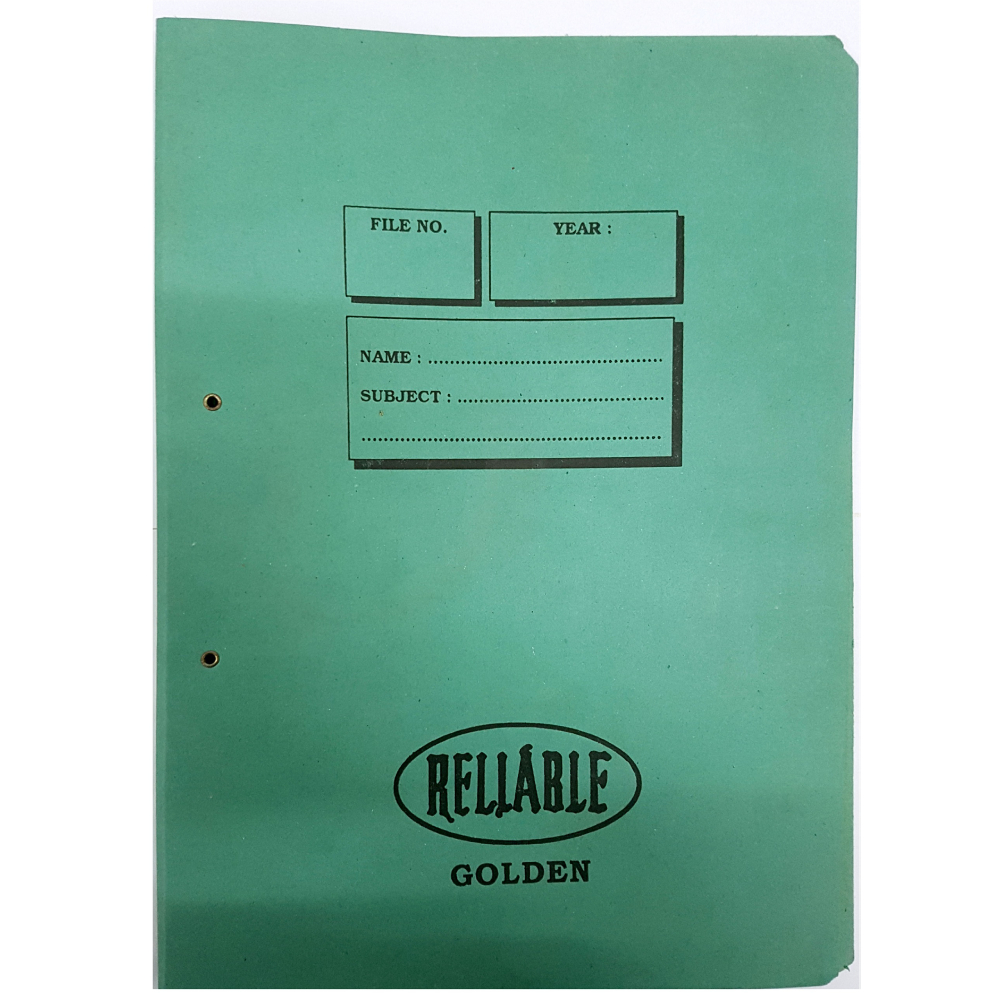 FILE NO.
YEAR :
NAME : ..................................................
SUBJECT : ............................................
................................................................
RELIABLE
GOLDEN